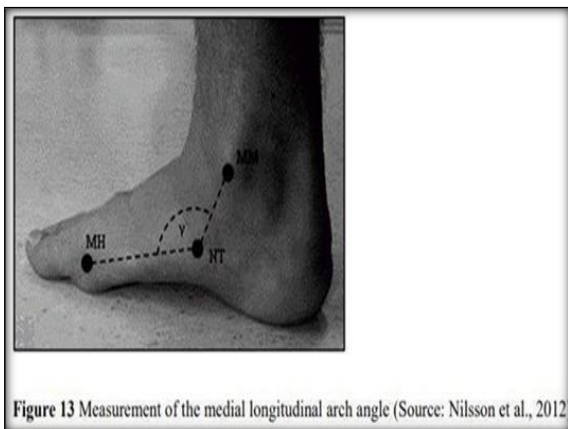 MM
MH
γ
NT
Figure 13 Measurement of the medial longitudinal arch angle (Source: Nilsson et al., 2012